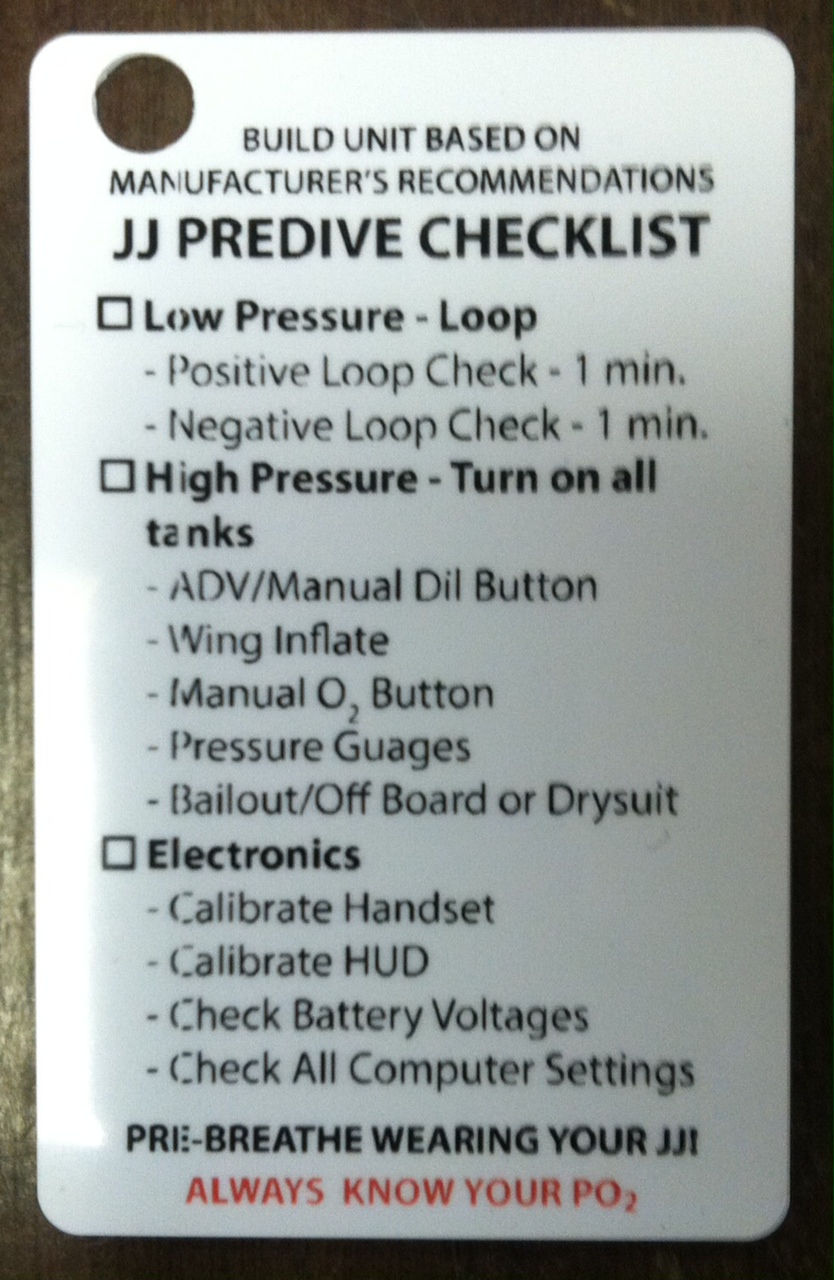 BUILD UNIT BASED ON
MANUFACTURER'S RECOMMENDATIONS
JJ PREDIVE CHECKLIST
☐ Low Pressure - Loop
- Positive Loop Check - 1 min.
- Negative Loop Check - 1 min.
☐ High Pressure - Turn on all
tanks
- ADV/Manual Dil Button
- Wing Inflate
- Manual O₂ Button
- Pressure Guages
- Bailout/Off Board or Drysuit
☐ Electronics
- Calibrate Handset
- Calibrate HUD
- Check Battery Voltages
- Check All Computer Settings
PRE-BREATHE WEARING YOUR JJ!
ALWAYS KNOW YOUR PO₂